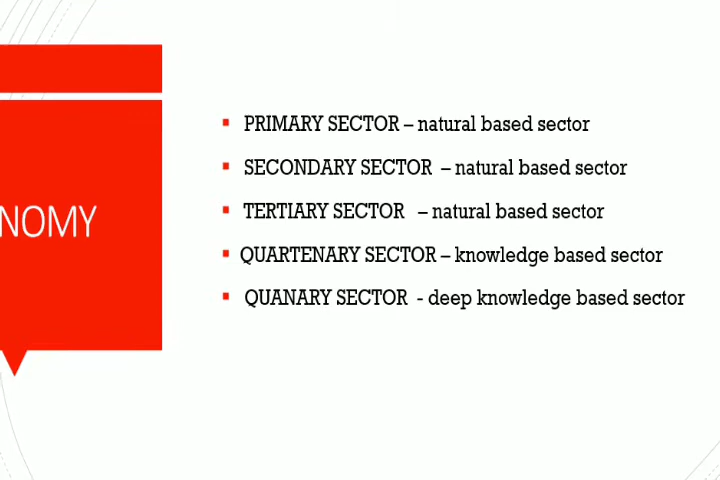 NOMY
PRIMARY SECTOR – natural based sector
SECONDARY SECTOR – natural based sector
TERTIARY SECTOR – natural based sector
QUARTENARY SECTOR – knowledge based sector
QUANARY SECTOR - deep knowledge based sector